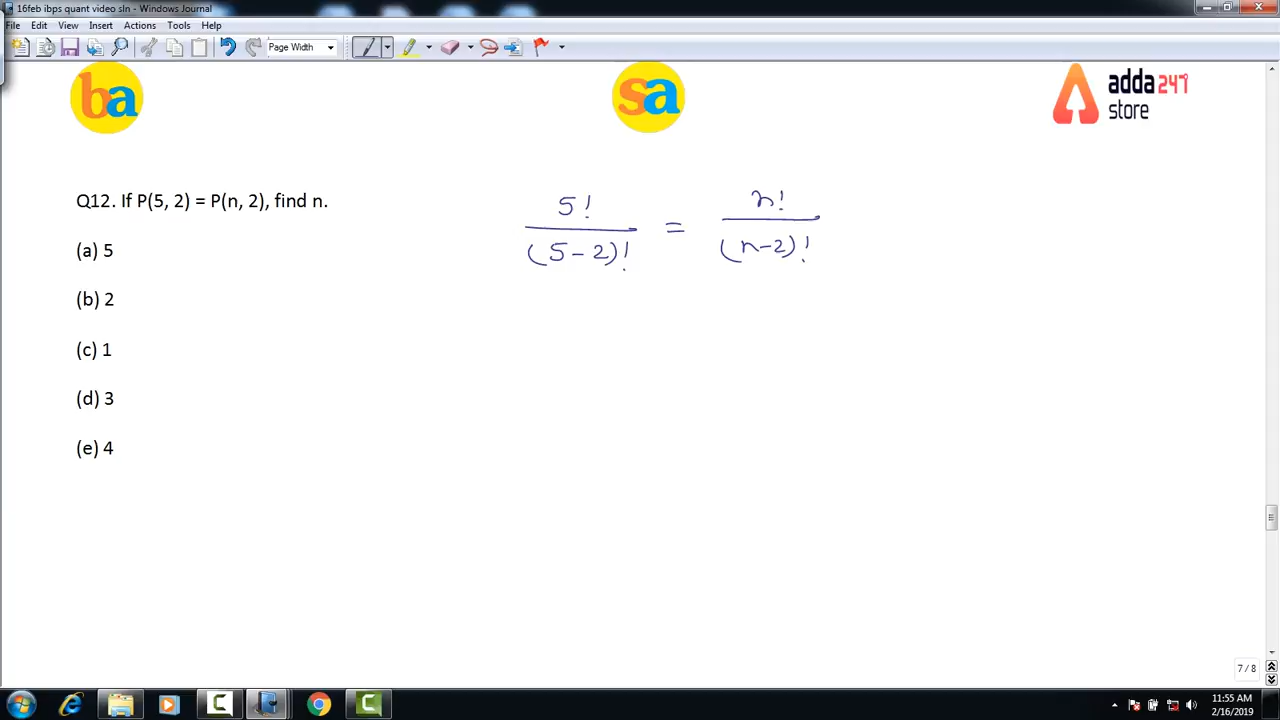 16feb ibps quant video sln - Windows Journal
File Edit View Insert Actions Tools Help
Page Width
ba
sa
adda247
store
Q12. If P(5, 2) = P(n, 2), find n.
5! / (5-2)! = n! / (n-2)!
(a) 5
(b) 2
(c) 1
(d) 3
(e) 4
7 / 8
11:55 AM
2/16/2019